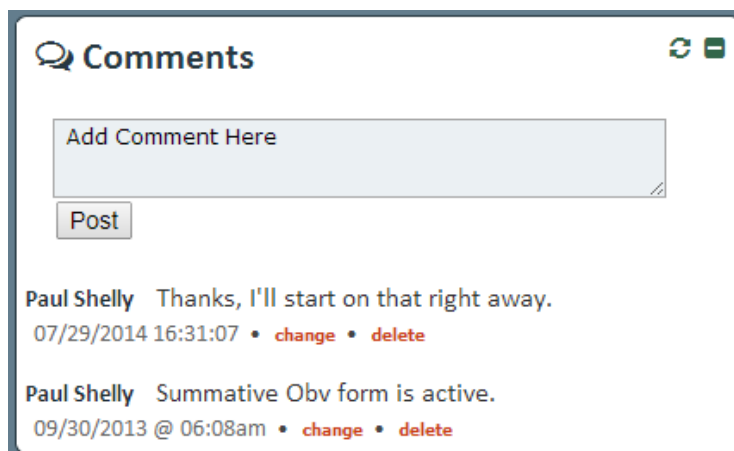 Comments
Add Comment Here
Post
Paul Shelly Thanks, I'll start on that right away.
07/29/2014 16:31:07 • change • delete
Paul Shelly Summative Obv form is active.
09/30/2013 @ 06:08am • change • delete